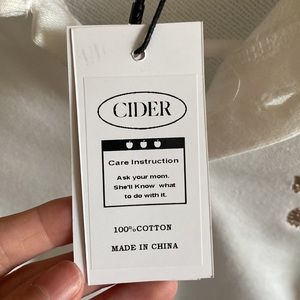 CIDER
Care Instruction
Ask your mom.
She'll Know what
to do with it.
100%COTTON
MADE IN CHINA